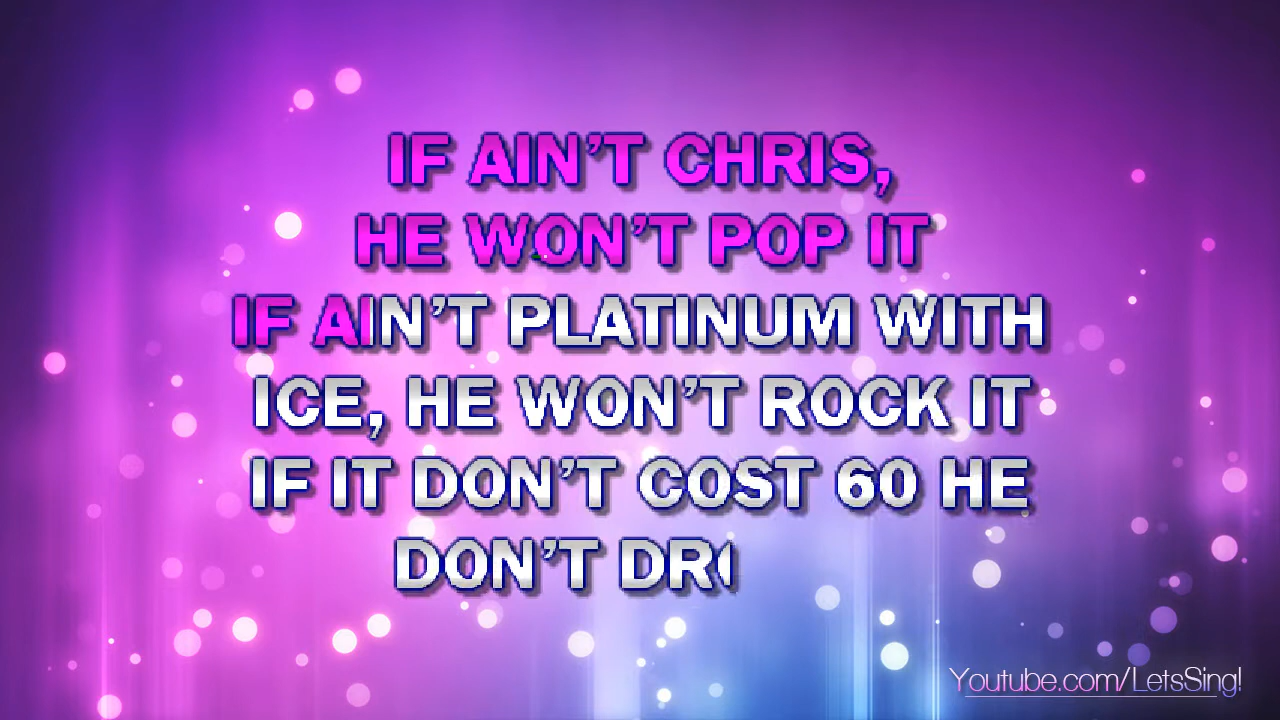 IF AIN'T CHRIS,
HE WON'T POP IT
IF AIN'T PLATINUM WITH
ICE, HE WON'T ROCK IT
IF IT DON'T COST 60 HE
DON'T
Youtube.com/LetsSing!